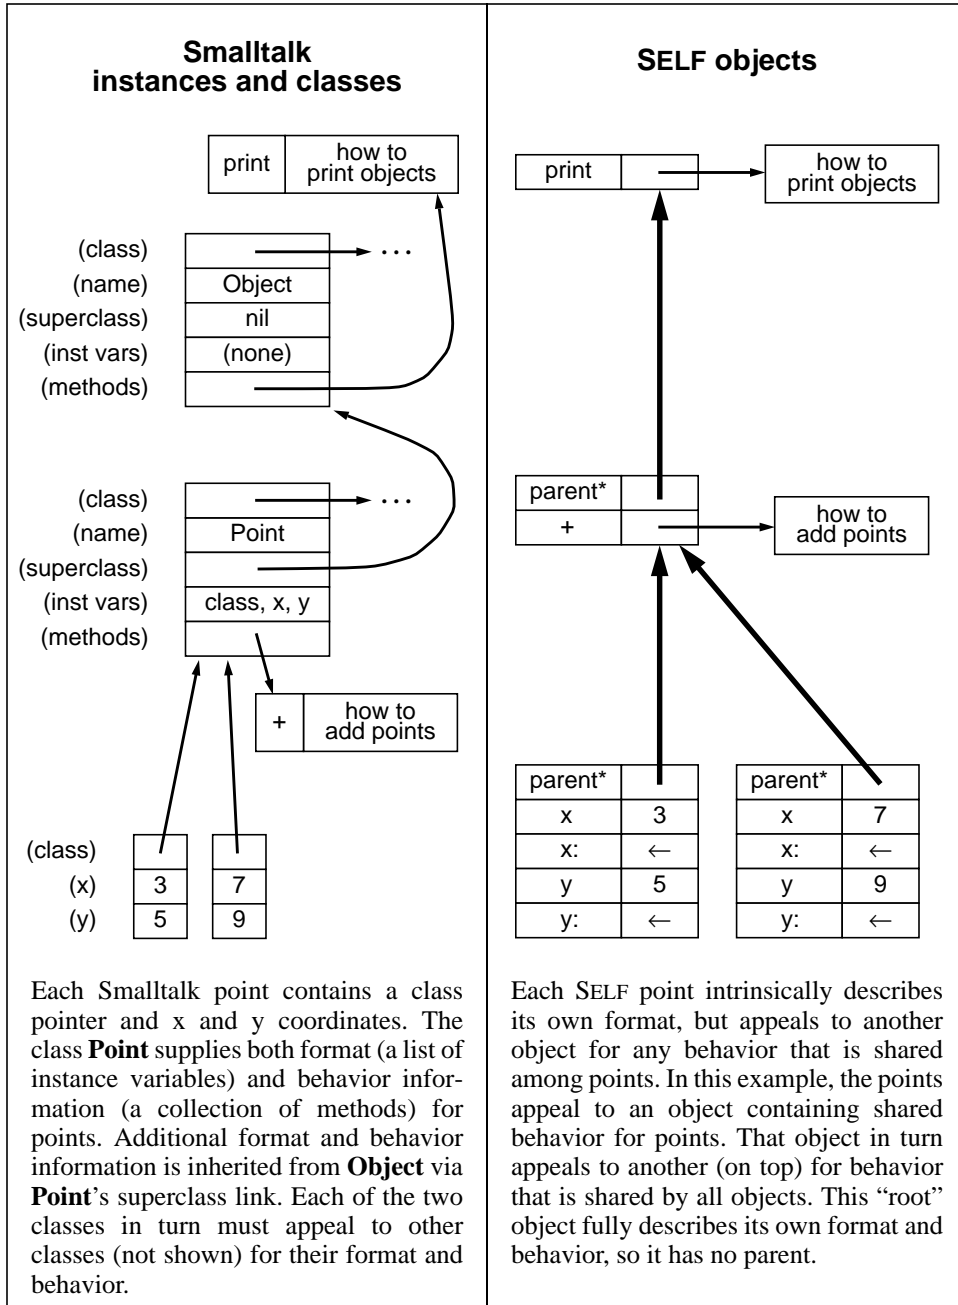 Smalltalk
instances and classes
print
how to
print objects
(class)
...
(name)
Object
(superclass)
nil
(inst vars)
(none)
(methods)
(class)
...
(name)
Point
(superclass)
(inst vars)
class, x, y
(methods)
+
how to
add points
(class)
(x)
3
7
(y)
5
9
Each Smalltalk point contains a class
pointer and x and y coordinates. The
class Point supplies both format (a list of
instance variables) and behavior infor-
mation (a collection of methods) for
points. Additional format and behavior
information is inherited from Object via
Point's superclass link. Each of the two
classes in turn must appeal to other
classes (not shown) for their format and
behavior.
SELF objects
print
how to
print objects
parent*
+
how to
add points
parent*
x
3
x:
←
y
5
y:
←
parent*
x
7
x:
←
y
9
y:
←
Each SELF point intrinsically describes
its own format, but appeals to another
object for any behavior that is shared
among points. In this example, the points
appeal to an object containing shared
behavior for points. That object in turn
appeals to another (on top) for behavior
that is shared by all objects. This “root”
object fully describes its own format and
behavior, so it has no parent.